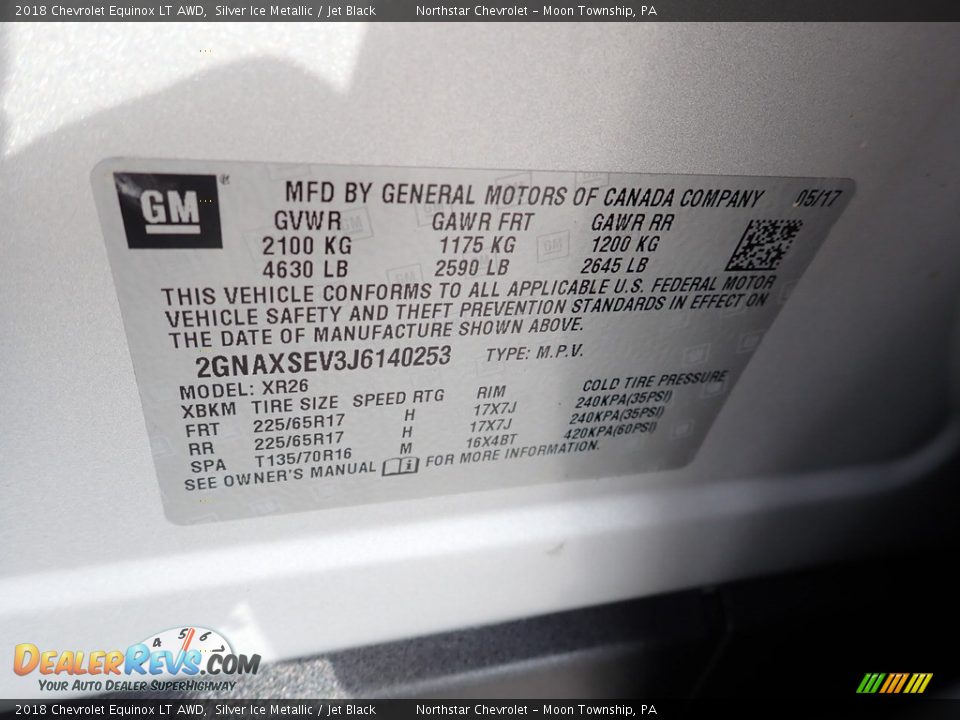 2018 Chevrolet Equinox LT AWD, Silver Ice Metallic / Jet Black Northstar Chevrolet - Moon Township, PA
GM
MFD BY GENERAL MOTORS OF CANADA COMPANY 05/17
GVWR GAWR FRT GAWR RR
2100 KG 1175 KG 1200 KG
4630 LB 2590 LB 2645 LB
THIS VEHICLE CONFORMS TO ALL APPLICABLE U.S. FEDERAL MOTOR
VEHICLE SAFETY AND THEFT PREVENTION STANDARDS IN EFFECT ON
THE DATE OF MANUFACTURE SHOWN ABOVE.
2GNAXSEV3J6140253 TYPE: M.P.V.
MODEL: XR26
XBKM TIRE SIZE SPEED RTG RIM COLD TIRE PRESSURE
FRT 225/65R17 H 17X7J 240KPA(35PSI)
RR 225/65R17 H 17X7J 240KPA(35PSI)
SPA T135/70R16 M 16X4BT 420KPA(60PSI)
SEE OWNER'S MANUAL FOR MORE INFORMATION.
4 5 6 7
DEALERREVS.COM
YOUR AUTO DEALER SUPERHIGHWAY
2018 Chevrolet Equinox LT AWD, Silver Ice Metallic / Jet Black Northstar Chevrolet - Moon Township, PA